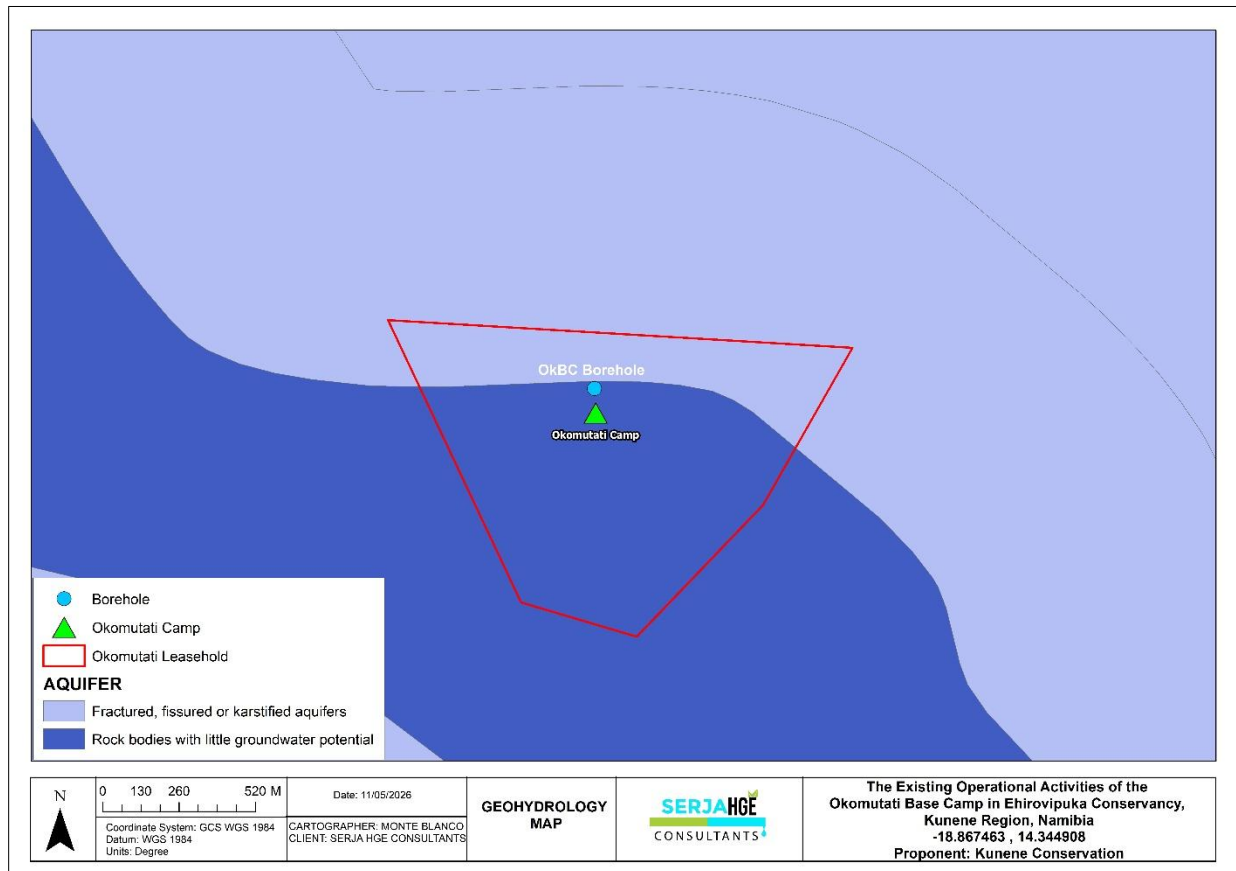 OkBC Borehole
Okomutati Camp
Borehole
Okomutati Camp
Okomutati Leasehold
AQUIFER
Fractured, fissured or karstified aquifers
Rock bodies with little groundwater potential
N
0 130 260 520 M
Coordinate System: GCS WGS 1984
Datum: WGS 1984
Units: Degree
Date: 11/05/2026
CARTOGRAPHER: MONTE BLANCO
CLIENT: SERJA HGE CONSULTANTS
GEOHYDROLOGY
MAP
SERJAHGE
CONSULTANTS
The Existing Operational Activities of the
Okomutati Base Camp in Ehirovipuka Conservancy,
Kunene Region, Namibia
-18.867463 , 14.344908
Proponent: Kunene Conservation